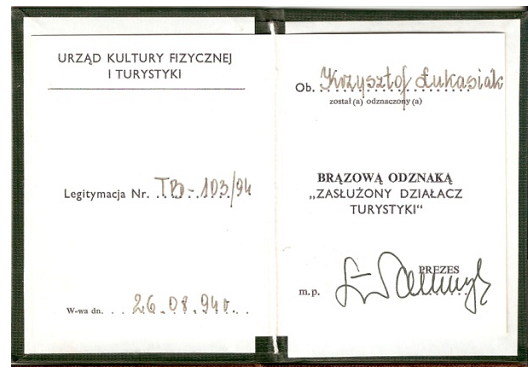 URZĄD KULTURY FIZYCZNEJ
I TURYSTYKI
Legitymacja Nr. TB-103/94
W-wa dn. 26.08.94r.
Ob. Krzysztof Łukasiak
został (a) odznaczony (a)
BRĄZOWĄ ODZNAKĄ
„ZASŁUŻONY DZIAŁACZ
TURYSTYKI“
PREZES
m.p.